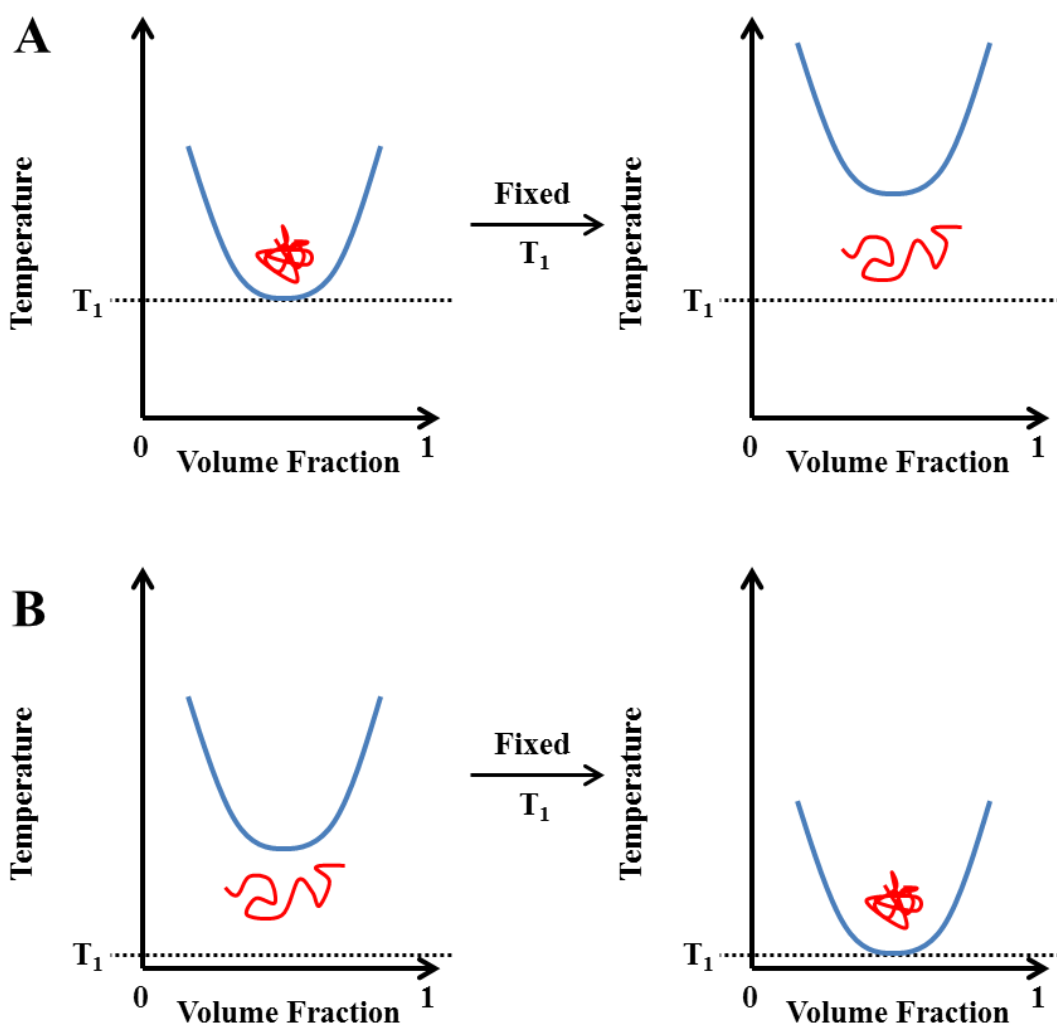 A
Temperature
T1
0
Volume Fraction
1
Fixed
T1
Temperature
T1
0
Volume Fraction
1
B
Temperature
T1
0
Volume Fraction
1
Fixed
T1
Temperature
T1
0
Volume Fraction
1